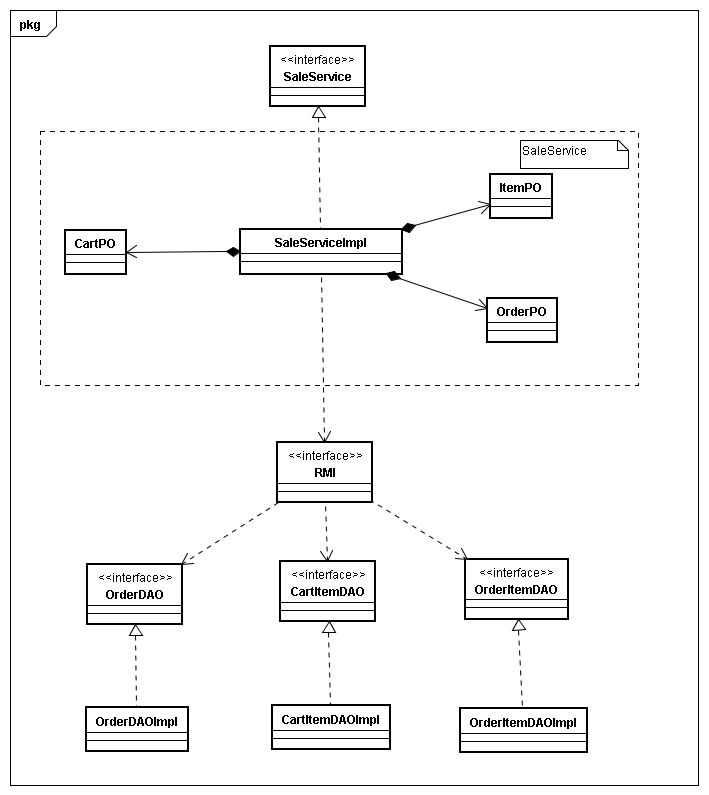 pkg
<<interface>>
SaleService
SaleService
ItemPO
CartPO
SaleServiceImpl
OrderPO
<<interface>>
RMI
<<interface>>
OrderDAO
<<interface>>
CartItemDAO
<<interface>>
OrderItemDAO
OrderDAOImpl
CartItemDAOImpl
OrderItemDAOImpl